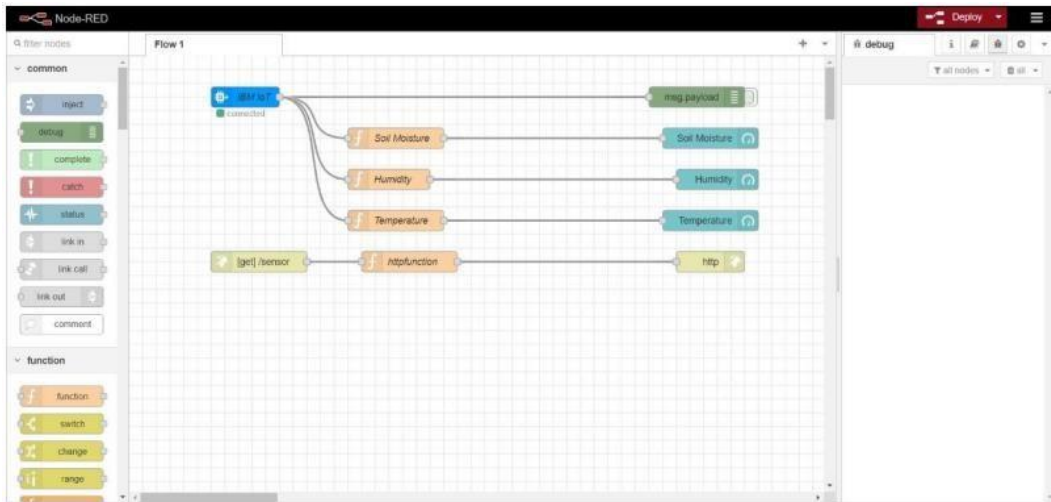 Node-RED
Deploy
filter nodes
Flow 1
debug
i
all nodes
all
common
inject
debug
complete
catch
status
link in
link call
link out
comment
function
function
switch
change
range
IBM IoT
connected
msg.payload
Soil Moisture
Soil Moisture
Humidity
Humidity
Temperature
Temperature
[get] /sensor
httpfunction
http